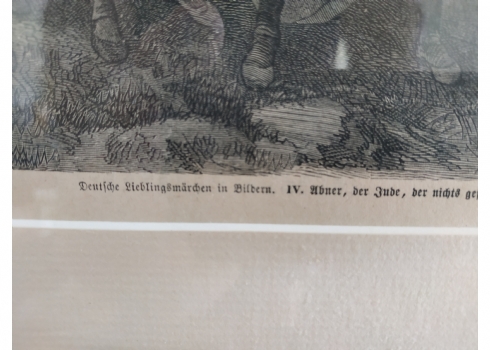 Deutsche Lieblingsmärchen in Bildern. IV. Abner, der Jude, der nichts